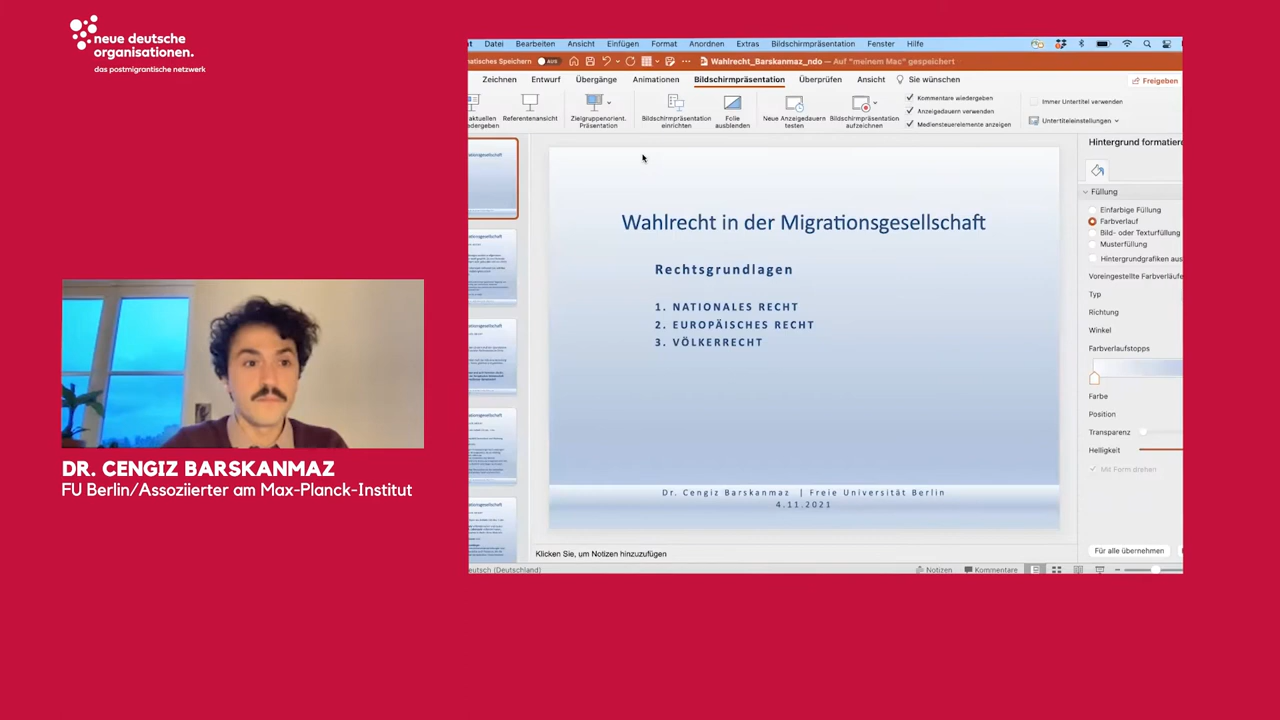 neue deutsche
organisationen.
das postmigrantische netzwerk
Datei Bearbeiten Ansicht Einfügen Format Anordnen Extras Bildschirmpräsentation Fenster Hilfe
matisches Speichern AUS Wahlrecht_Barskanmaz_ndo — Auf "meinem Mac" gespeichert
Zeichnen Entwurf Übergänge Animationen Bildschirmpräsentation Überprüfen Ansicht Sie wünschen Freigeben
aktuellen
Referentenansicht
Zielgruppenorient.
Präsentation
Bildschirmpräsentation
einrichten
Folie
ausblenden
Neue Anzeigedauern
testen
Bildschirmpräsentation
aufzeichnen
Kommentare wiedergeben
Anzeigedauern verwenden
Mediensteuerelemente anzeigen
Immer Untertitel verwenden
Untertiteleinstellungen
Wahlrecht in der Migrationsgesellschaft
Rechtsgrundlagen
1. NATIONALES RECHT
2. EUROPÄISCHES RECHT
3. VÖLKERRECHT
Dr. Cengiz Barskanmaz | Freie Universität Berlin
4.11.2021
Hintergrund formatiere
Füllung
Einfarbige Füllung
Farbverlauf
Bild- oder Texturfüllung
Musterfüllung
Hintergrundgrafiken aus
Voreingestellte Farbverläufe
Typ
Richtung
Winkel
Farbverlaufstopps
Farbe
Position
Transparenz
Helligkeit
Mit Form drehen
Für alle übernehmen
Klicken Sie, um Notizen hinzuzufügen
eutsch (Deutschland) Notizen Kommentare
DR. CENGIZ BARSKANMAZ
FU Berlin/Assoziierter am Max-Planck-Institut